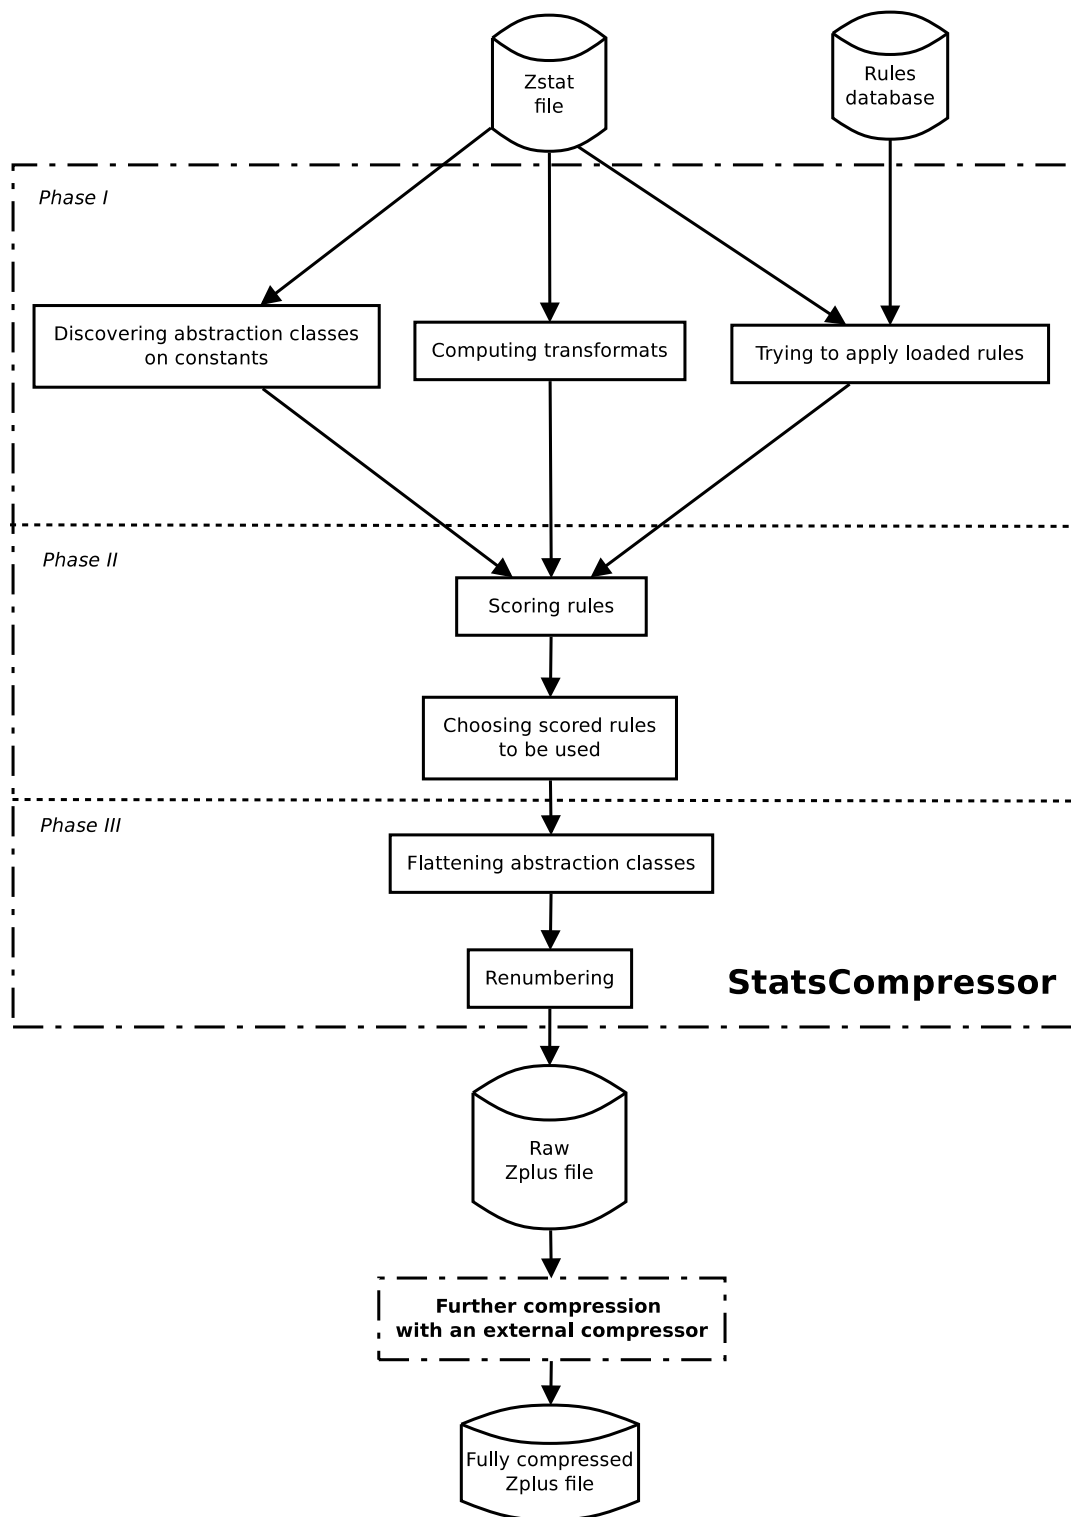 Zstat
file
Rules
database
Phase I
Discovering abstraction classes
on constants
Computing transformats
Trying to apply loaded rules
Phase II
Scoring rules
Choosing scored rules
to be used
Phase III
Flattening abstraction classes
Renumbering
StatsCompressor
Raw
Zplus file
Further compression
with an external compressor
Fully compressed
Zplus file